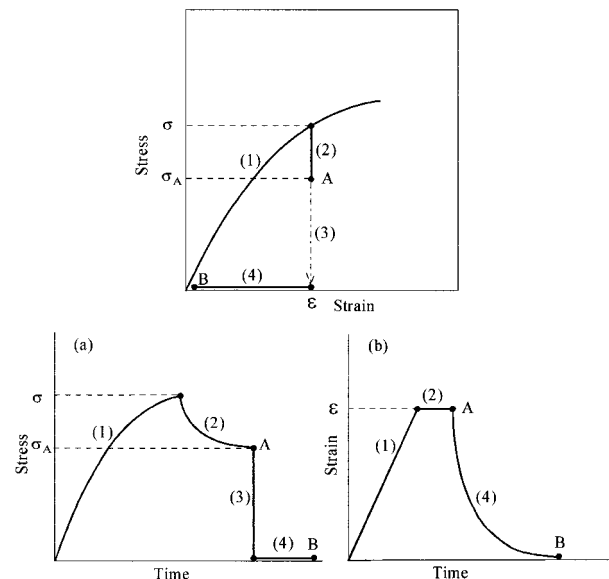 σ
(1)
(2)
Stress
σA
A
(3)
B
(4)
ε
Strain
(a)
σ
(1)
(2)
Stress
σA
A
(3)
(4)
B
Time
(b)
ε
(2)
A
Strain
(1)
(4)
B
Time